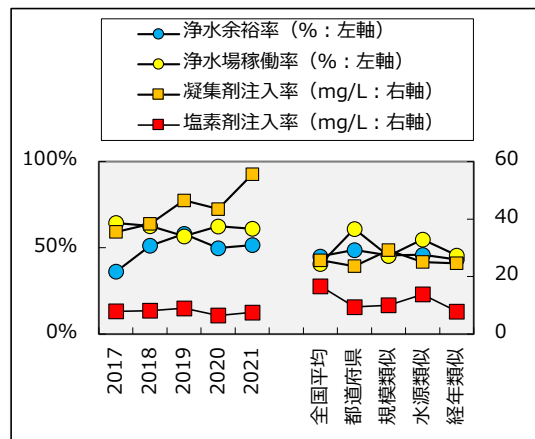 浄水余裕率（%：左軸）
浄水場稼働率（%：左軸）
凝集剤注入率（mg/L：右軸）
塩素剤注入率（mg/L：右軸）
100%
50%
0%
60
40
20
0
2017
2018
2019
2020
2021
全国平均
都道府県
規模類似
水源類似
経年類似